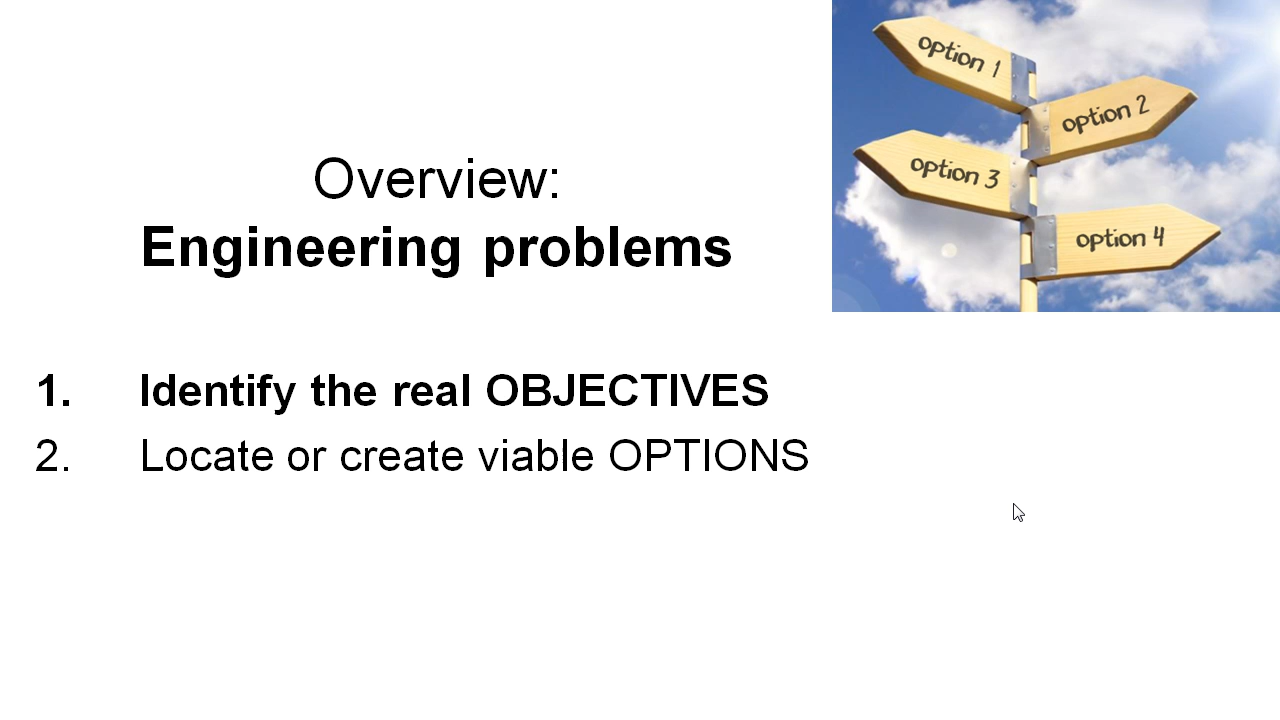 Overview:
Engineering problems
option 1
option 2
option 3
option 4
1. Identify the real OBJECTIVES
2. Locate or create viable OPTIONS